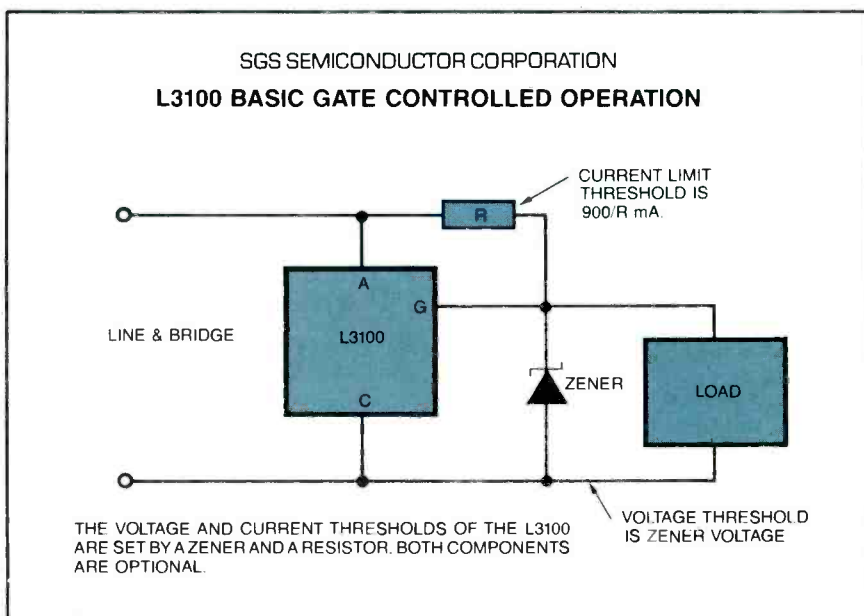 SGS SEMICONDUCTOR CORPORATION
L3100 BASIC GATE CONTROLLED OPERATION
CURRENT LIMIT
THRESHOLD IS
900/R mA.
R
A
G
LINE & BRIDGE
L3100
ZENER
LOAD
C
VOLTAGE THRESHOLD
IS ZENER VOLTAGE
THE VOLTAGE AND CURRENT THRESHOLDS OF THE L3100
ARE SET BY A ZENER AND A RESISTOR. BOTH COMPONENTS
ARE OPTIONAL.